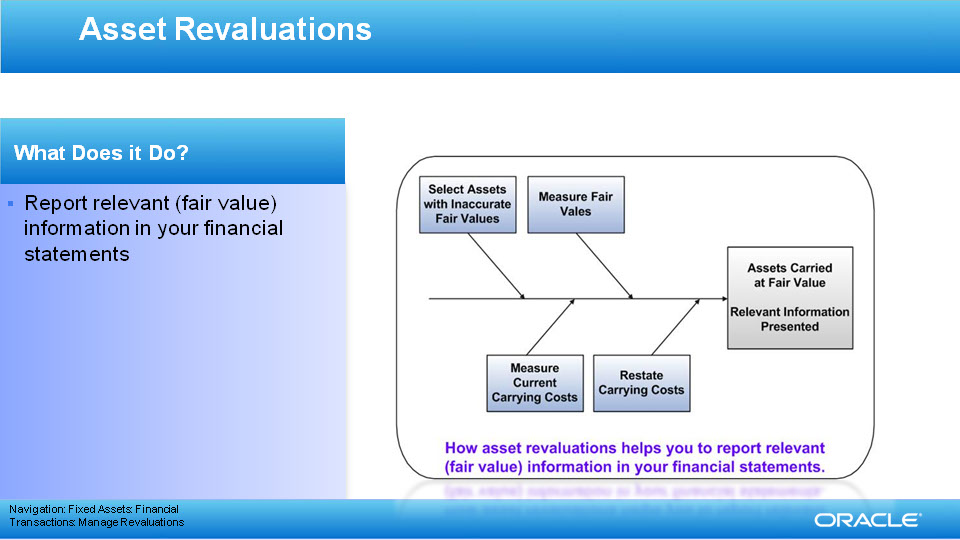 Asset Revaluations
What Does it Do?
▪ Report relevant (fair value)
information in your financial
statements
Select Assets
with Inaccurate
Fair Values
Measure Fair
Vales
Assets Carried
at Fair Value
Relevant Information
Presented
Measure
Current
Carrying Costs
Restate
Carrying Costs
How asset revaluations helps you to report relevant
(fair value) information in your financial statements.
Navigation: Fixed Assets: Financial
Transactions: Manage Revaluations
ORACLE®